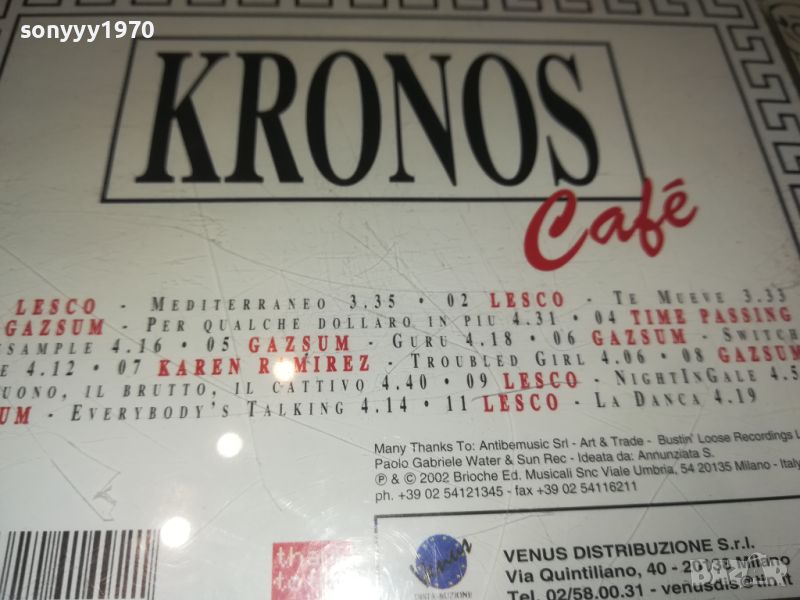 sonyyy1970
KRONOS
Café
LESCO - MEDITERRANEO 3.35 • 02 LESCO - TE MUEVE 3.33
GAZSUM - PER QUALCHE DOLLARO IN PIU 4.31 • 04 TIME PASSING
ESAMPLE 4.16 • 05 GAZSUM - GURU 4.18 • 06 GAZSUM - SWITCH
E 4.12 • 07 KAREN RAMIREZ - TROUBLED GIRL 4.06 • 08 GAZSUM
UONO, IL BRUTTO, IL CATTIVO 4.40 • 09 LESCO - NIGHTINGALE 4.5
UM - EVERYBODY'S TALKING 4.14 • 11 LESCO - LA DANCA 4.19
Many Thanks To: Antibemusic Srl - Art & Trade - Bustin' Loose Recordings L
Paolo Gabriele Water & Sun Rec - Ideata da: Annunziata S.
℗ & © 2002 Brioche Ed. Musicali Snc Viale Umbria, 54 20135 Milano - Italy
ph. +39 02 54121345 - fax +39 02 54116211
Venus
VENUS DISTRIBUZIONE S.r.l.
Via Quintiliano, 40 - 20138 Milano
Tel. 02/58.00.31 - venusdis@tin.it